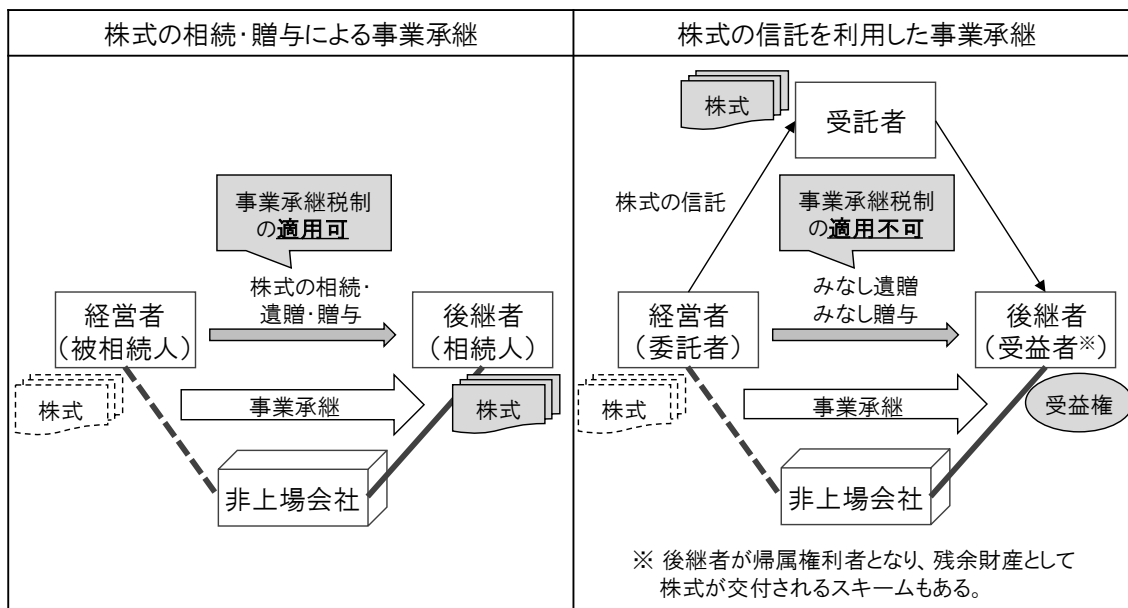 株式の相続・贈与による事業承継
事業承継税制
の適用可
株式の相続・
遺贈・贈与
経営者
（被相続人）
後継者
（相続人）
株式
事業承継
株式
非上場会社
株式の信託を利用した事業承継
株式
受託者
株式の信託
事業承継税制
の適用不可
みなし遺贈
みなし贈与
経営者
（委託者）
後継者
（受益者※）
株式
事業承継
受益権
非上場会社
※ 後継者が帰属権利者となり、残余財産として
株式が交付されるスキームもある。